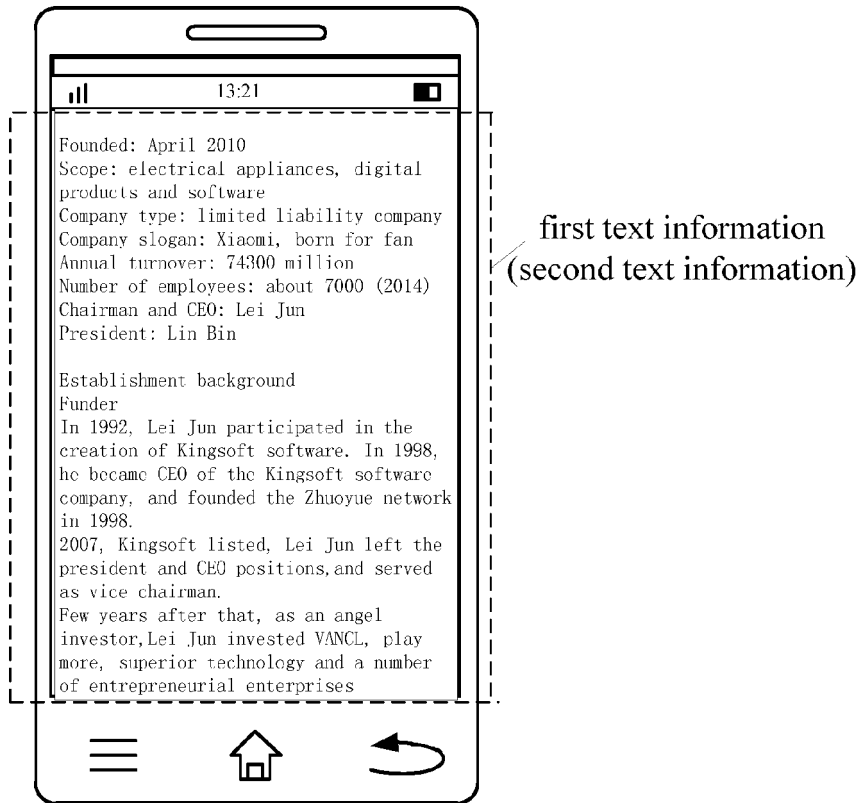 13:21
Founded: April 2010
Scope: electrical appliances, digital
products and software
Company type: limited liability company
Company slogan: Xiaomi, born for fan
Annual turnover: 74300 million
Number of employees: about 7000 (2014)
Chairman and CEO: Lei Jun
President: Lin Bin
Establishment background
Funder
In 1992, Lei Jun participated in the
creation of Kingsoft software. In 1998,
he became CEO of the Kingsoft software
company, and founded the Zhuoyue network
in 1998.
2007, Kingsoft listed, Lei Jun left the
president and CEO positions,and served
as vice chairman.
Few years after that, as an angel
investor,Lei Jun invested VANCL, play
more, superior technology and a number
of entrepreneurial enterprises
first text information
(second text information)